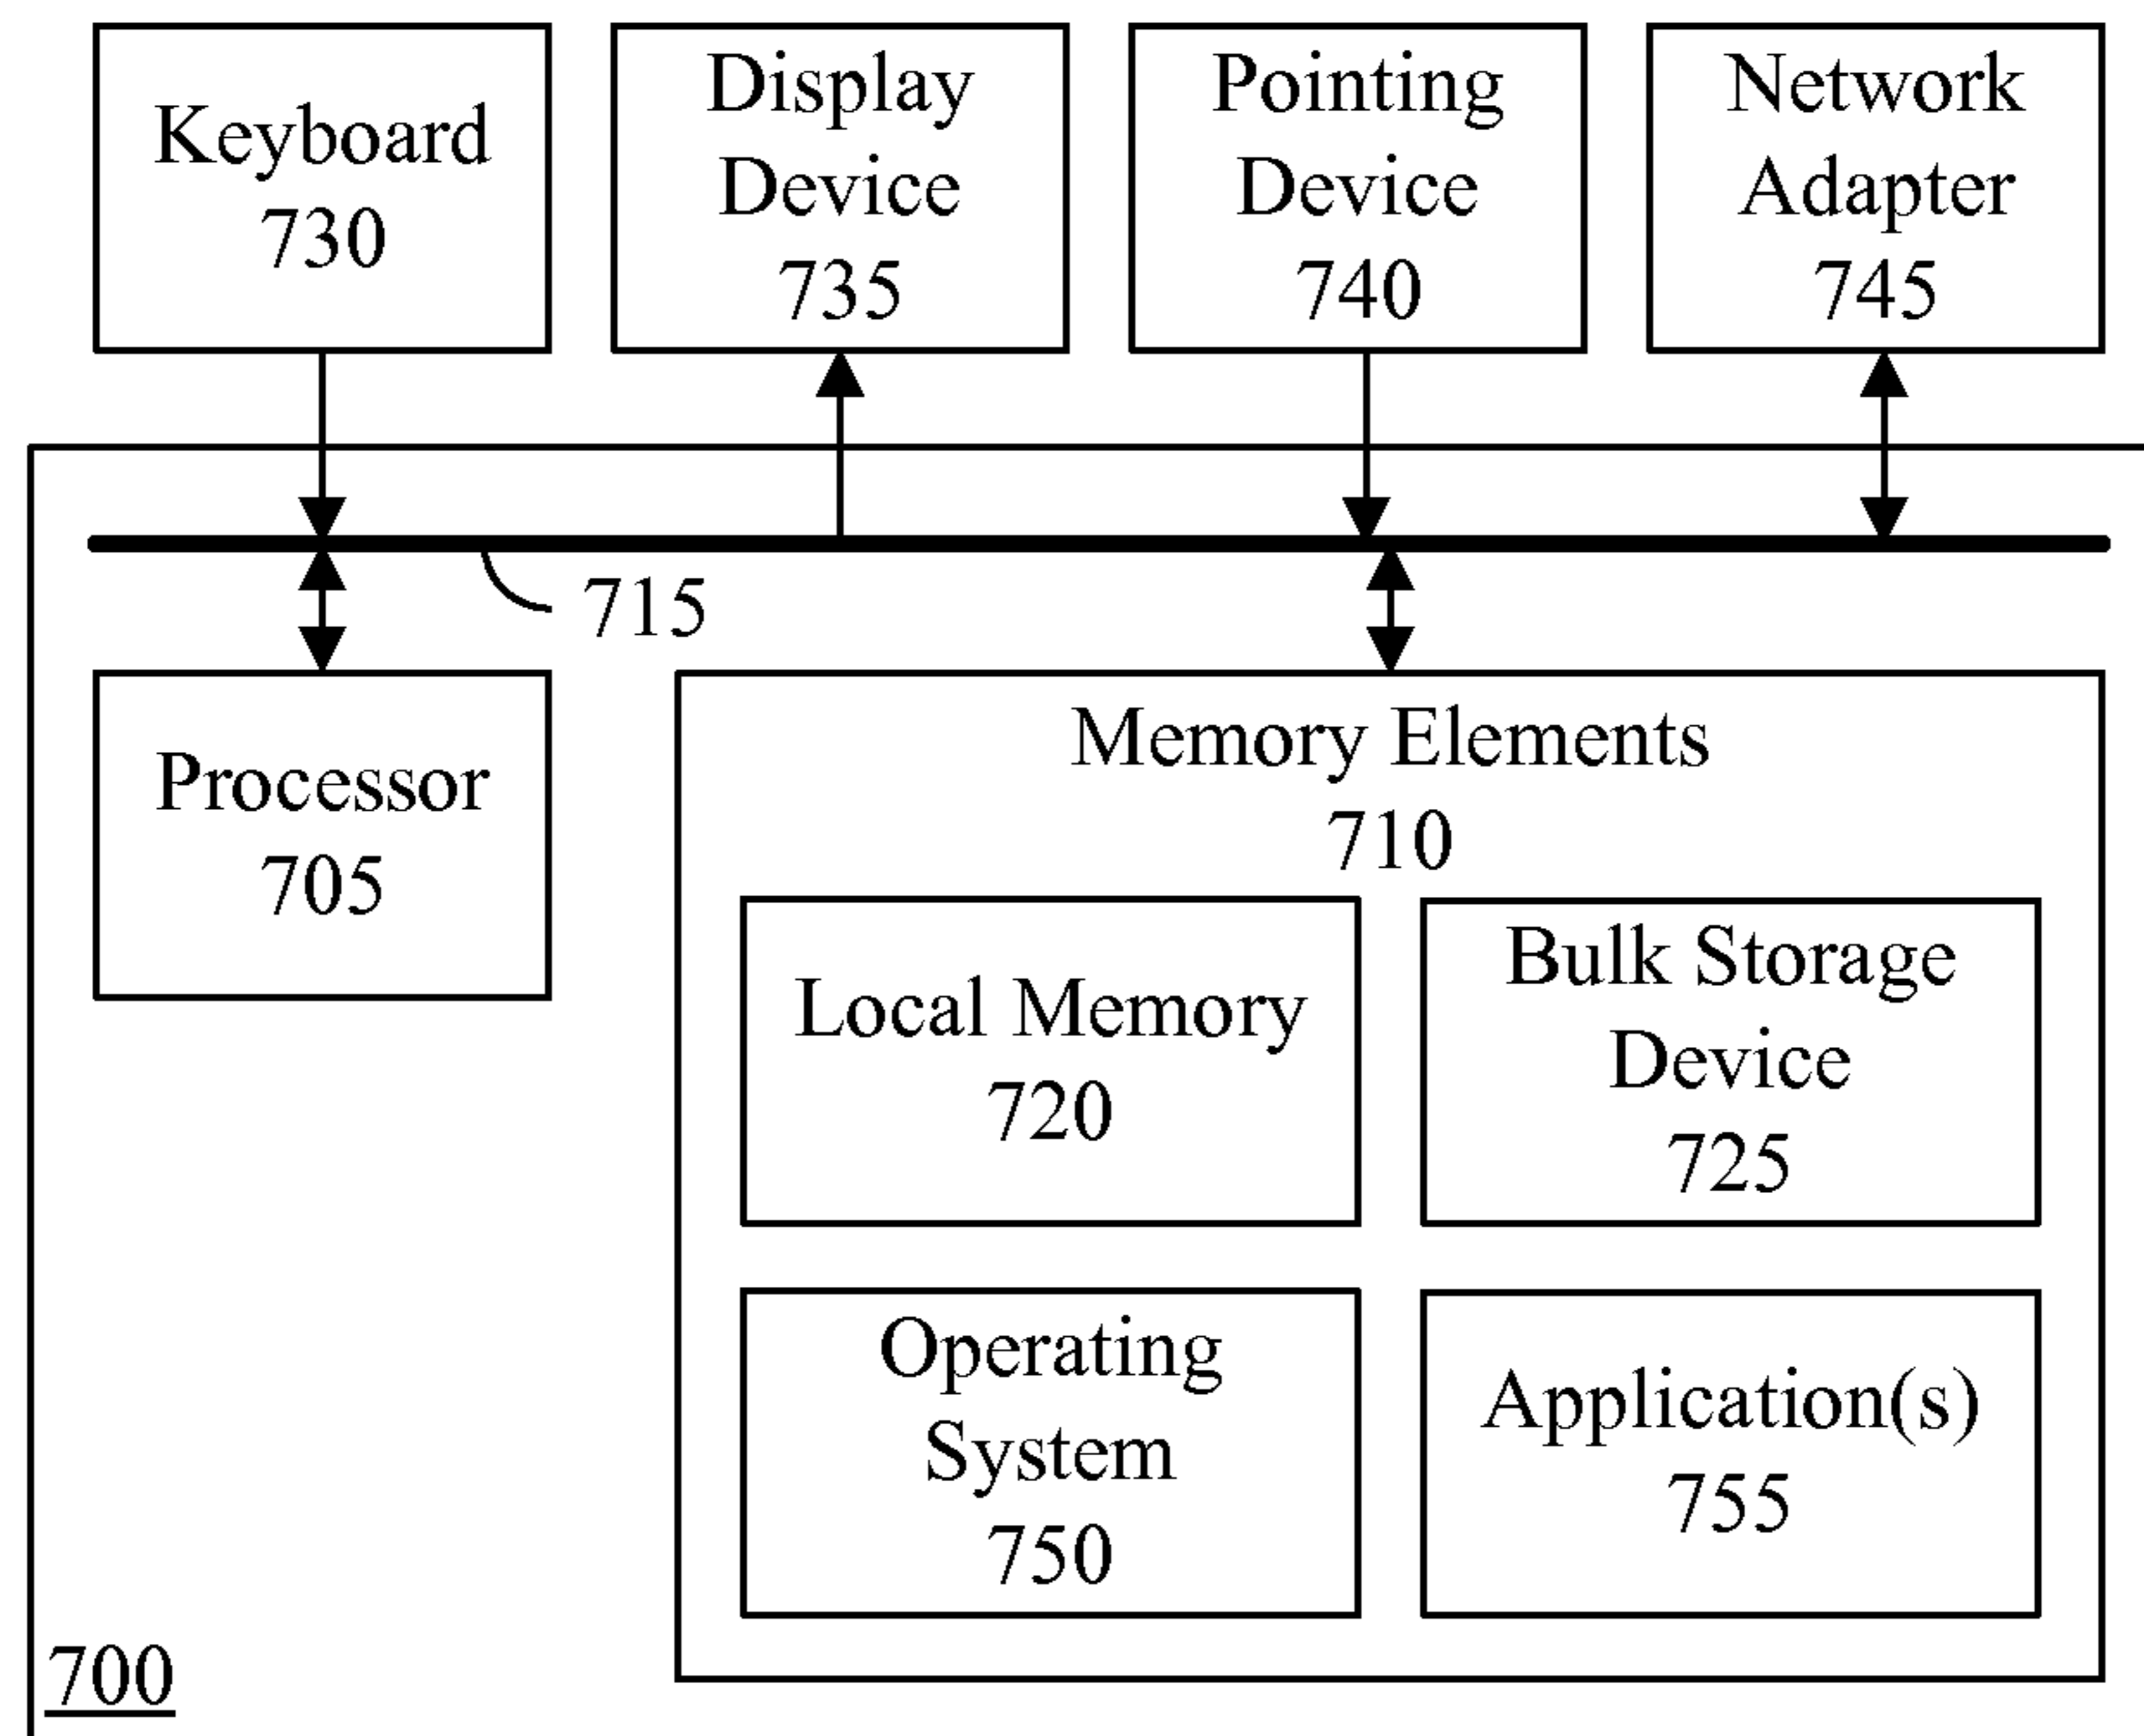 Keyboard
730
Display
Device
735
Pointing
Device
740
Network
Adapter
745
715
Processor
705
Memory Elements
710
Local Memory
720
Bulk Storage
Device
725
Operating
System
750
Application(s)
755
700